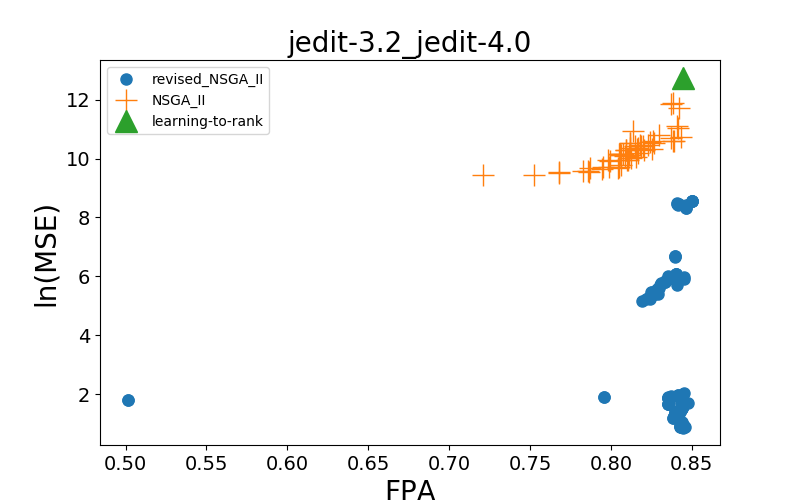 jedit-3.2_jedit-4.0
revised_NSGA_II
NSGA_II
learning-to-rank
ln(MSE)
12
10
8
6
4
2
0.50 0.55 0.60 0.65 0.70 0.75 0.80 0.85
FPA